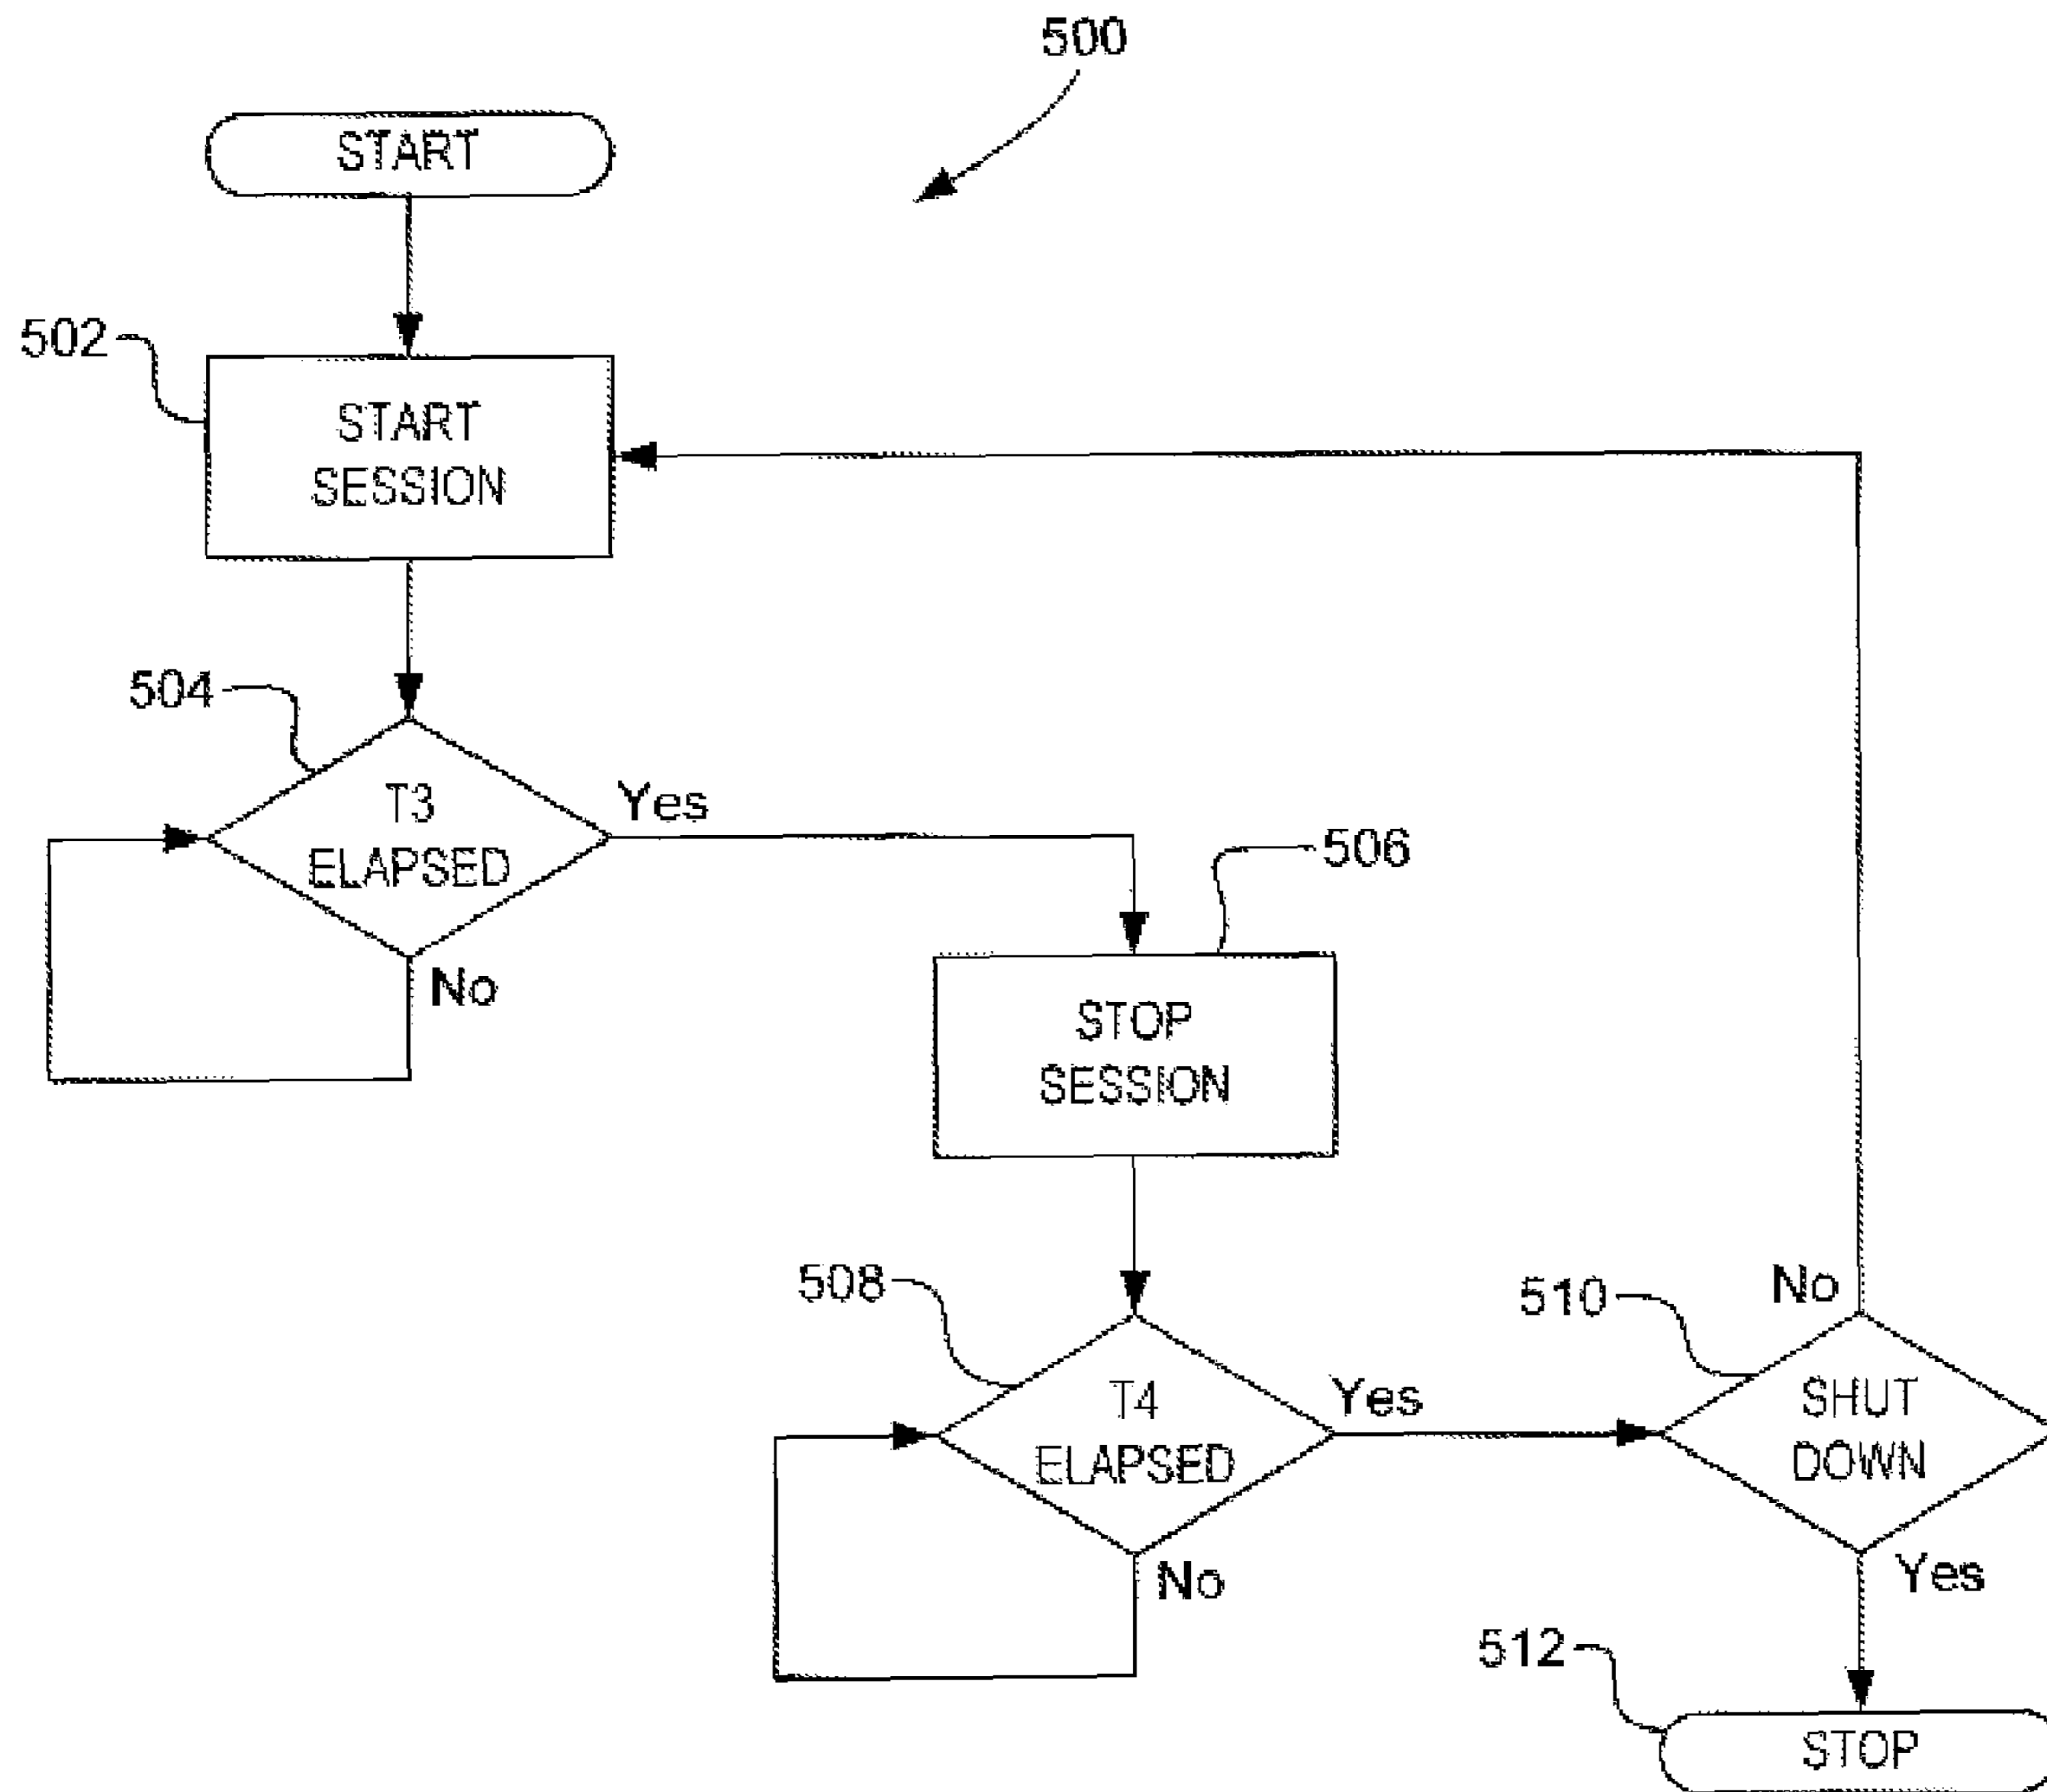 500
START
502
START
SESSION
504
T3
ELAPSED
Yes
No
506
STOP
SESSION
508
T4
ELAPSED
Yes
No
510
No
SHUT
DOWN
Yes
512
STOP